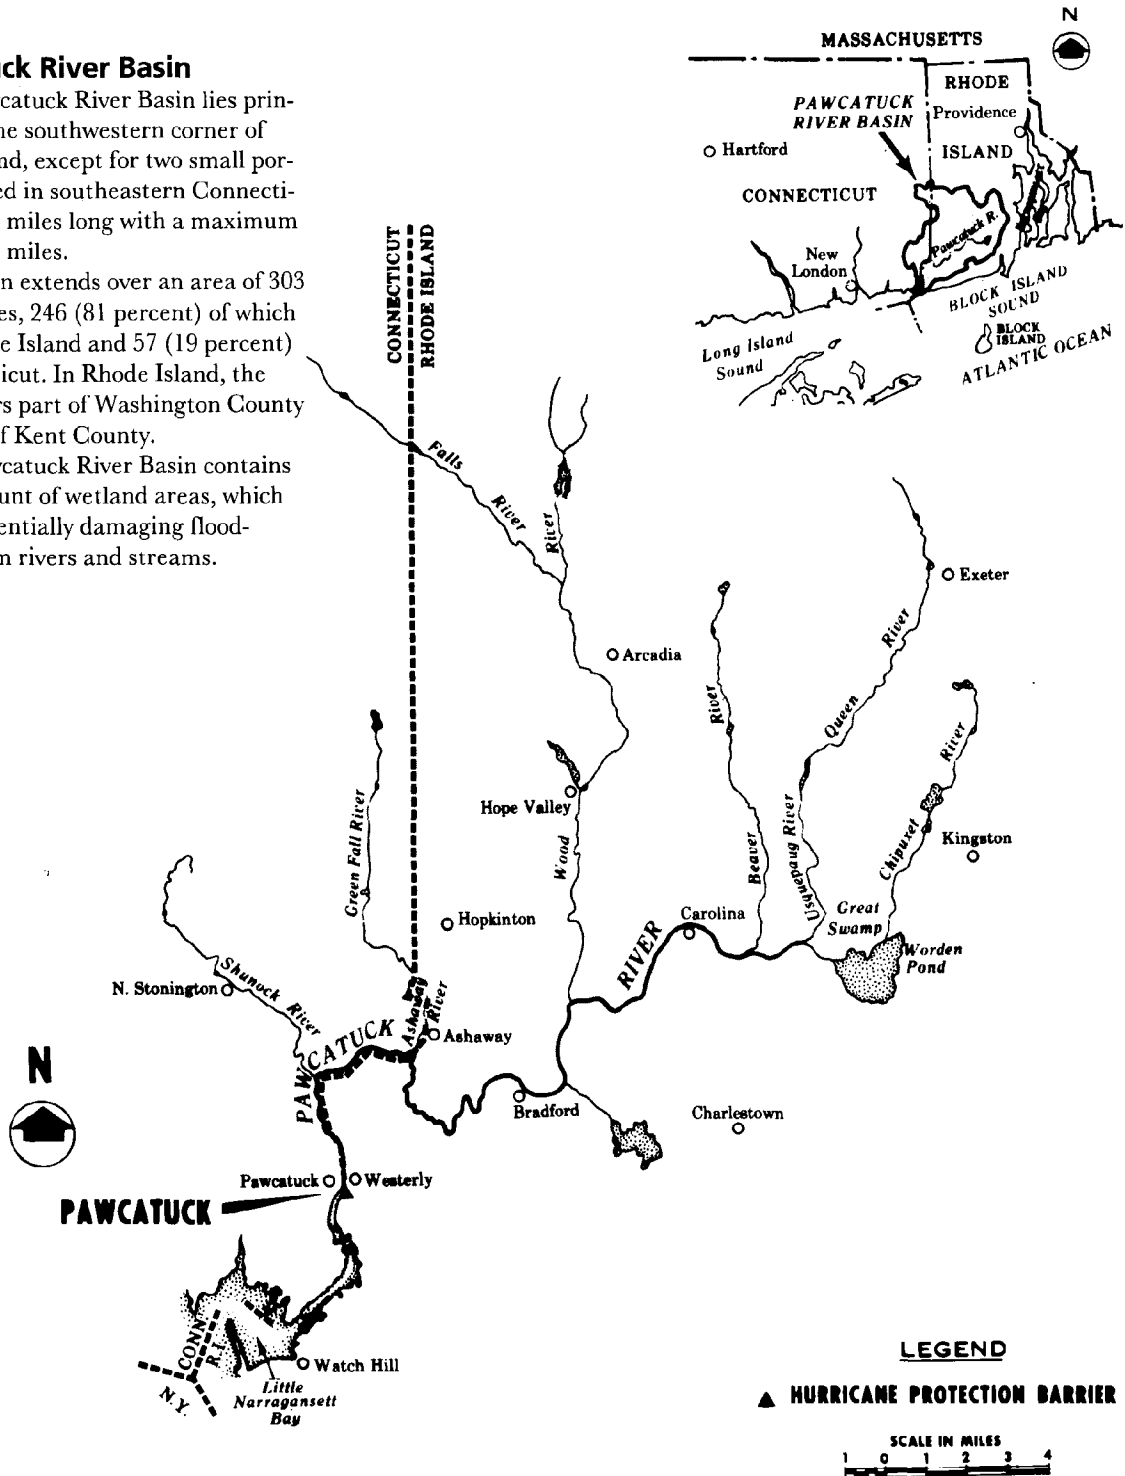 ck River Basin
catuck River Basin lies prin-
e southwestern corner of
nd, except for two small por-
ed in southeastern Connecti-
miles long with a maximum
miles.
n extends over an area of 303
es, 246 (81 percent) of which
e Island and 57 (19 percent)
icut. In Rhode Island, the
rs part of Washington County
f Kent County.
catuck River Basin contains
unt of wetland areas, which
entially damaging flood-
n rivers and streams.
N
MASSACHUSETTS
RHODE
ISLAND
PAWCATUCK
RIVER BASIN
Providence
Hartford
CONNECTICUT
Pawcatuck R.
New
London
BLOCK ISLAND
SOUND
BLOCK
ISLAND
Long Island
Sound
ATLANTIC OCEAN
CONNECTICUT
RHODE ISLAND
Falls
River
River
Exeter
River
Arcadia
River
Queen
River
Hope Valley
Green Fall River
Wood
Beaver
Usquepaug River
Chipuxet
Kingston
Hopkinton
Carolina
Great
Swamp
RIVER
Worden
Pond
N. Stonington
Shunock River
Ashaway
River
PAWCATUCK
Ashaway
N
Bradford
Charlestown
Pawcatuck
Westerly
PAWCATUCK
CONN
R.I.
N.Y.
Watch Hill
Little
Narragansett
Bay
LEGEND
HURRICANE PROTECTION BARRIER
SCALE IN MILES
1 0 1 2 3 4